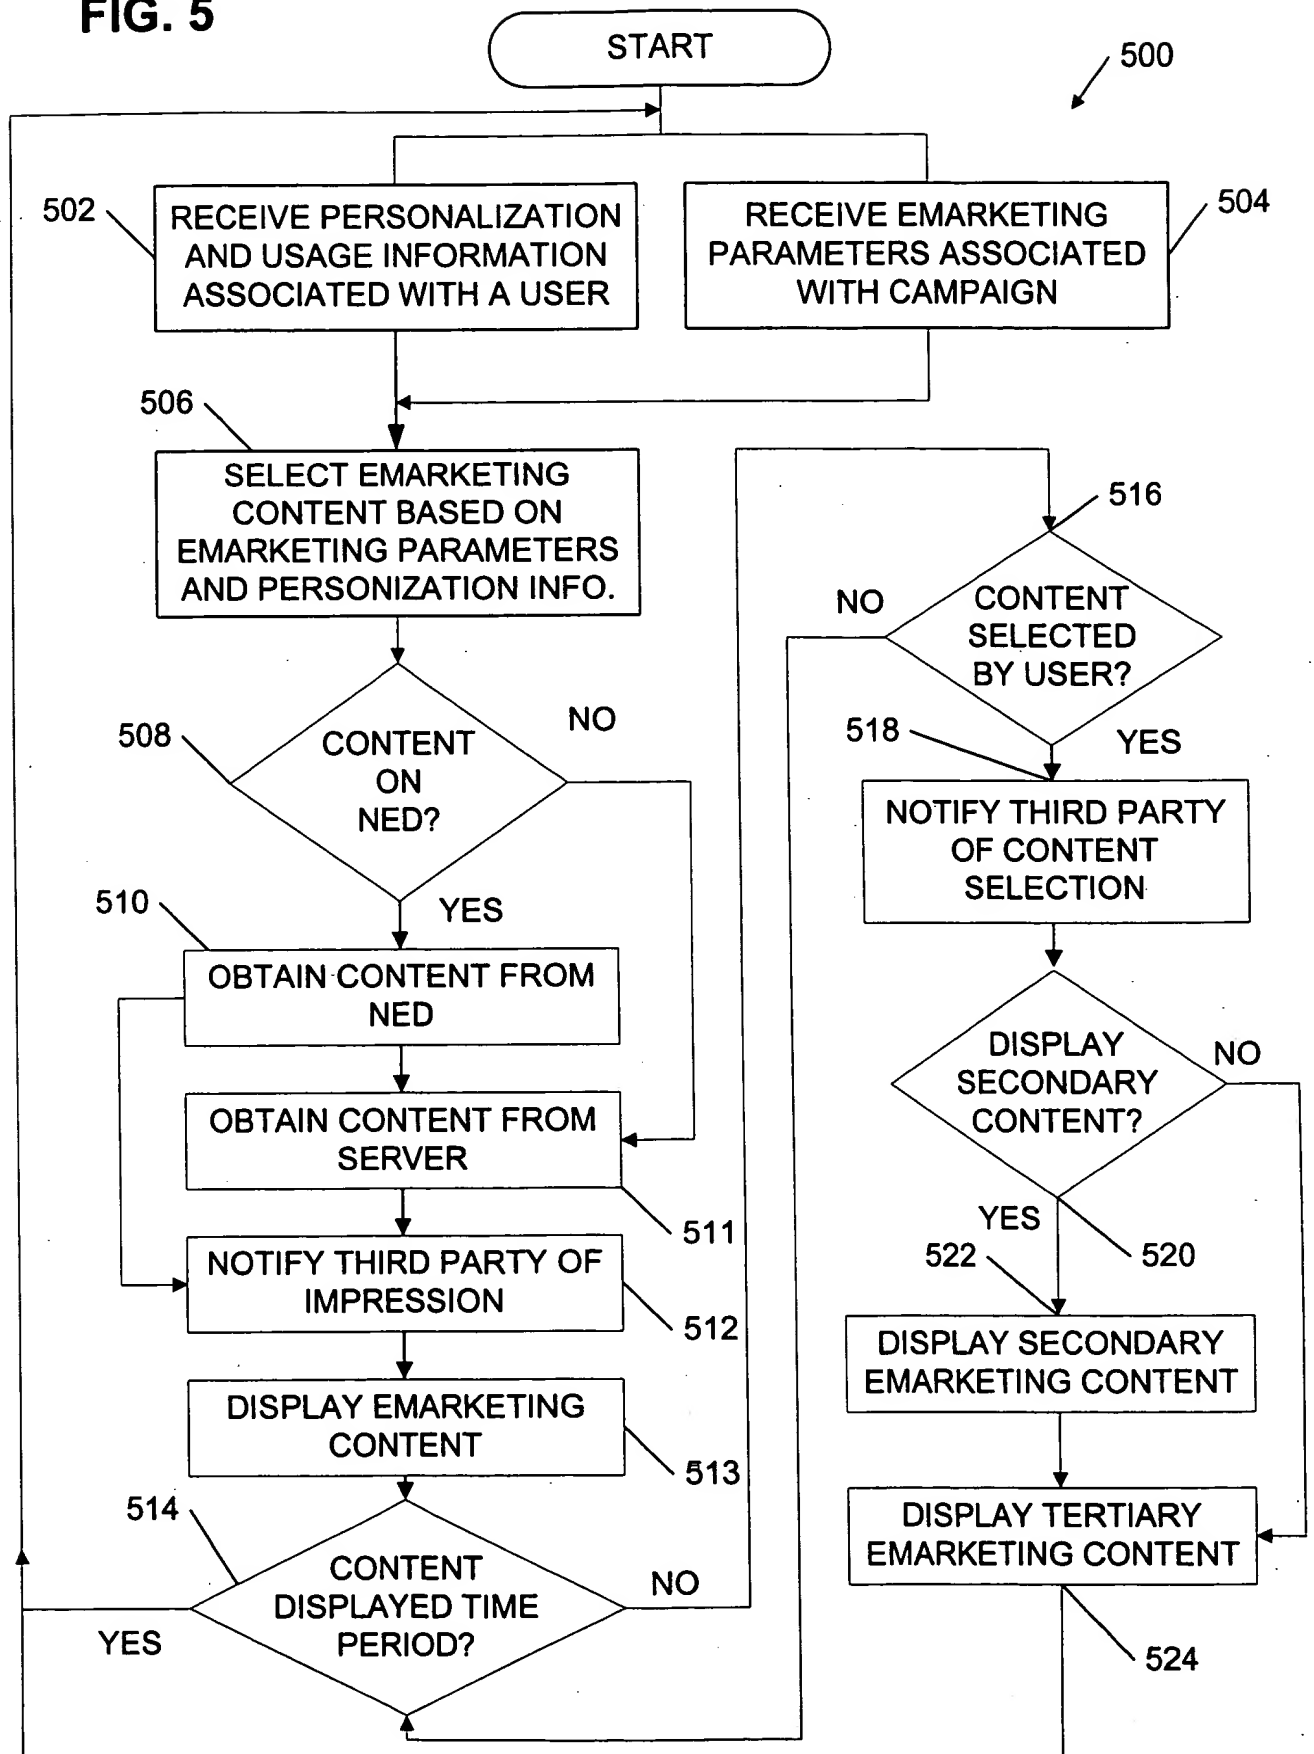 FIG. 5
START
500
502
RECEIVE PERSONALIZATION
AND USAGE INFORMATION
ASSOCIATED WITH A USER
RECEIVE EMARKETING
PARAMETERS ASSOCIATED
WITH CAMPAIGN
504
506
SELECT EMARKETING
CONTENT BASED ON
EMARKETING PARAMETERS
AND PERSONIZATION INFO.
508
CONTENT
ON
NED?
NO
YES
510
OBTAIN CONTENT FROM
NED
OBTAIN CONTENT FROM
SERVER
511
NOTIFY THIRD PARTY OF
IMPRESSION
512
DISPLAY EMARKETING
CONTENT
513
514
CONTENT
DISPLAYED TIME
PERIOD?
NO
YES
516
CONTENT
SELECTED
BY USER?
NO
YES
518
NOTIFY THIRD PARTY
OF CONTENT
SELECTION
DISPLAY
SECONDARY
CONTENT?
NO
YES
520
522
DISPLAY SECONDARY
EMARKETING CONTENT
DISPLAY TERTIARY
EMARKETING CONTENT
524